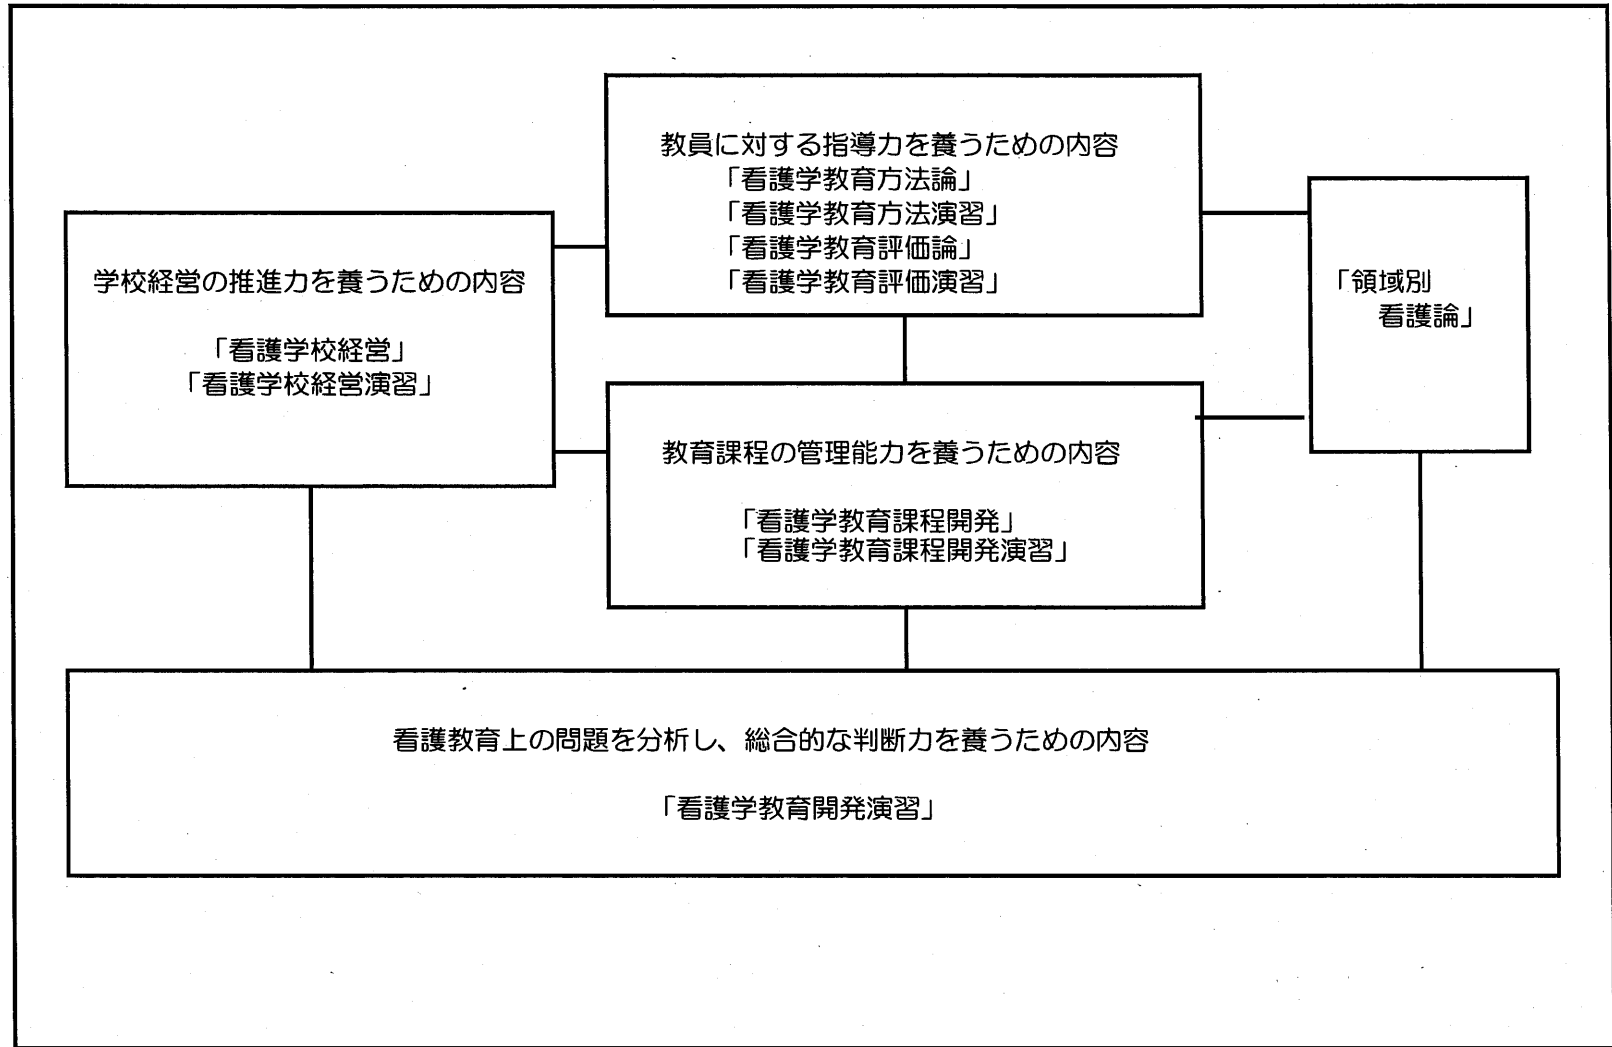 教員に対する指導力を養うための内容
「看護学教育方法論」
「看護学教育方法演習」
「看護学教育評価論」
「看護学教育評価演習」
学校経営の推進力を養うための内容
「看護学校経営」
「看護学校経営演習」
「領域別
看護論」
教育課程の管理能力を養うための内容
「看護学教育課程開発」
「看護学教育課程開発演習」
看護教育上の問題を分析し、総合的な判断力を養うための内容
「看護学教育開発演習」